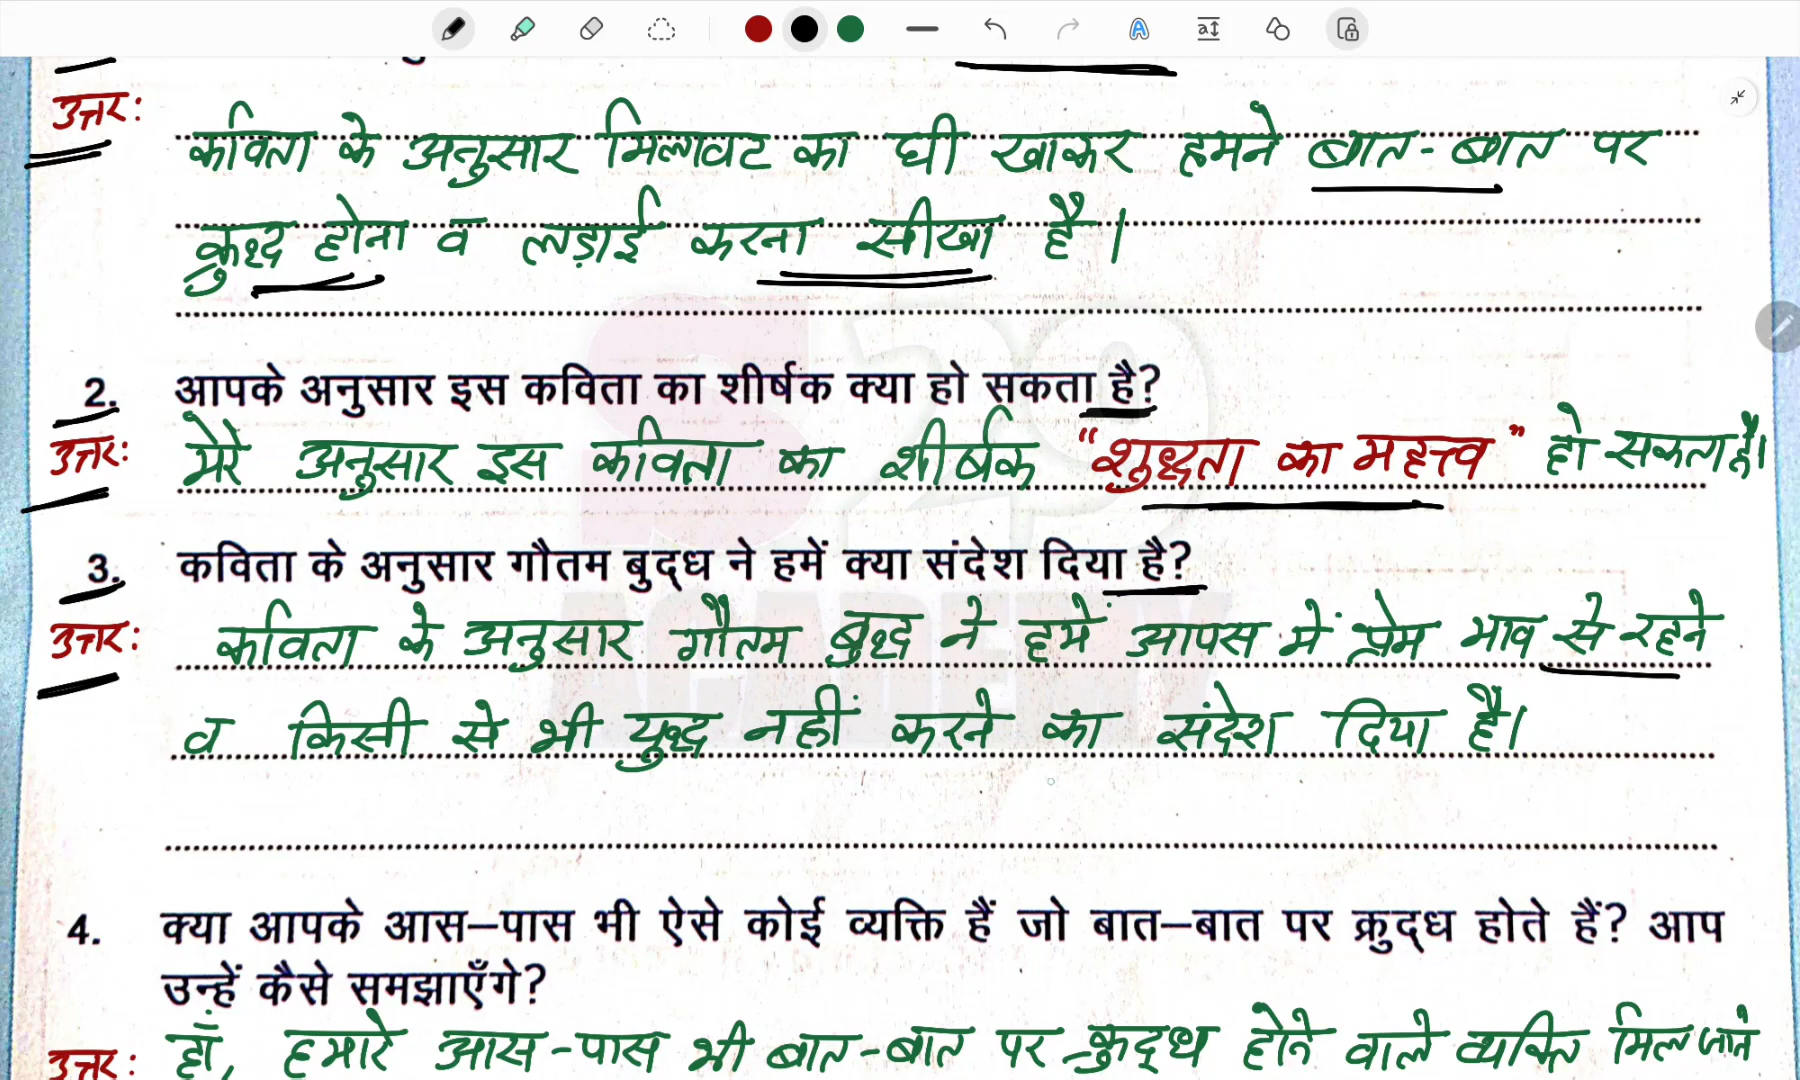 उत्तर:
कविता के अनुसार मिलावट का घी खाकर हमने बात-बात पर
क्रुद्ध होना व लड़ाई करना सीखा है।
2. आपके अनुसार इस कविता का शीर्षक क्या हो सकता है?
उत्तर: मेरे अनुसार इस कविता का शीर्षक "शुद्धता का महत्त्व" हो सकता है।
3. कविता के अनुसार गौतम बुद्ध ने हमें क्या संदेश दिया है?
उत्तर: कविता के अनुसार गौतम बुद्ध ने हमें आपस में प्रेम भाव से रहने
व किसी से भी युद्ध नहीं करने का संदेश दिया है।
4. क्या आपके आस–पास भी ऐसे कोई व्यक्ति हैं जो बात–बात पर क्रुद्ध होते हैं? आप
उन्हें कैसे समझाएँगे?
उत्तर: हाँ, हमारे आस-पास भी बात-बात पर क्रुद्ध होने वाले व्यक्ति मिल जाते
S29
ACADEMY